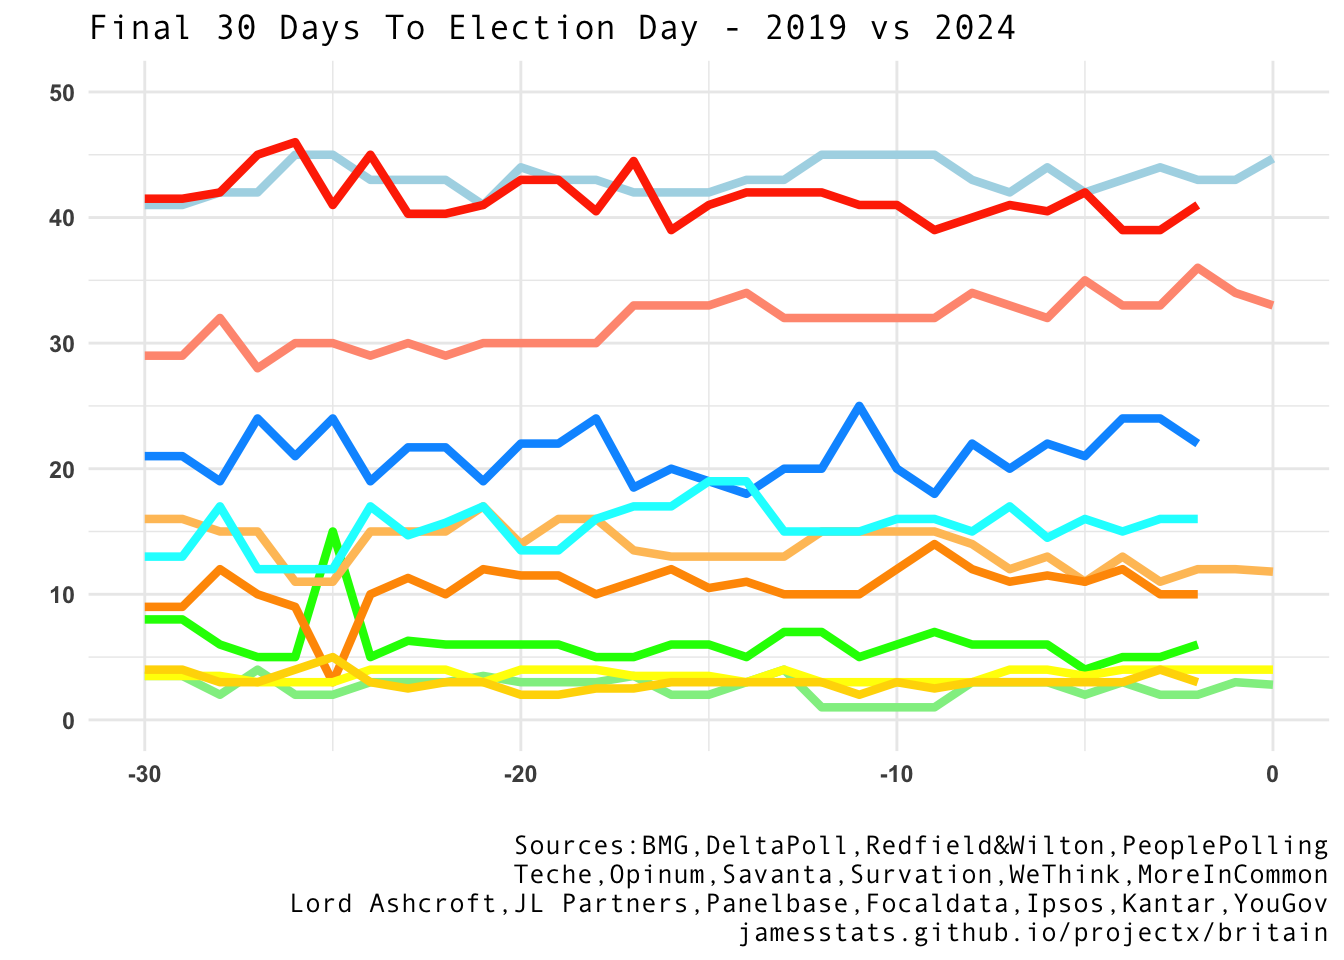 Final 30 Days To Election Day - 2019 vs 2024
50
40
30
20
10
0
-30 -20 -10 0
Sources:BMG,DeltaPoll,Redfield&Wilton,PeoplePolling
Teche,Opinum,Savanta,Survation,WeThink,MoreInCommon
Lord Ashcroft,JL Partners,Panelbase,Focaldata,Ipsos,Kantar,YouGov
jamesstats.github.io/projectx/britain